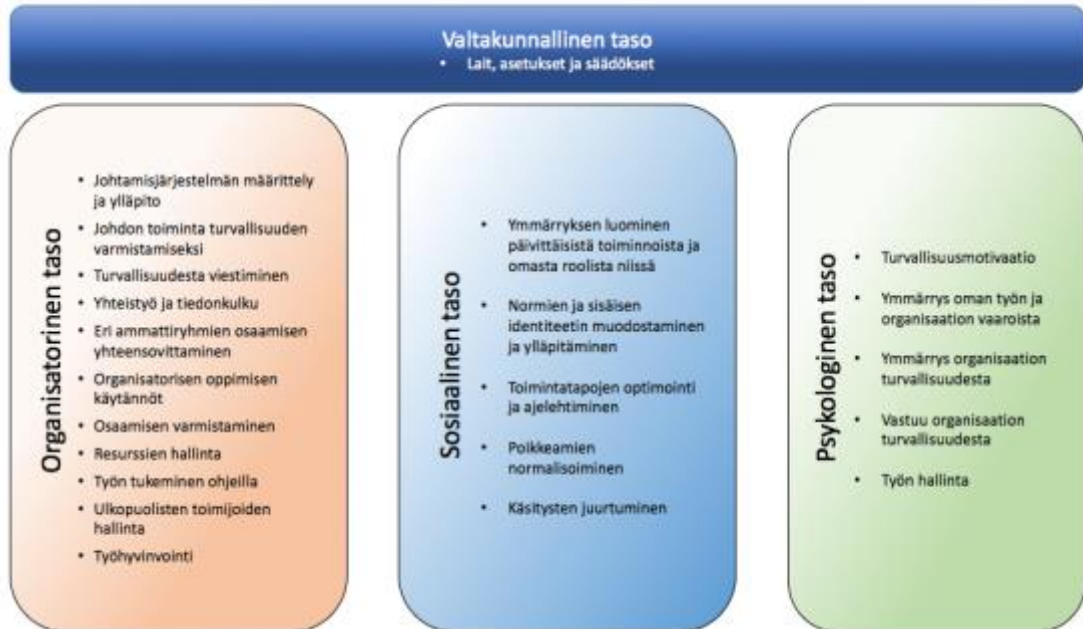 Valtakunnallinen taso
• Lait, asetukset ja säädökset
Organisatorinen taso
• Johtamisjärjestelmän määrittely
ja ylläpito
• Johdon toiminta turvallisuuden
varmistamiseksi
• Turvallisuudesta viestiminen
• Yhteistyö ja tiedonkulku
• Eri ammattiryhmien osaamisen
yhteensovittaminen
• Organisatorisen oppimisen
käytännöt
• Osaamisen varmistaminen
• Resurssien hallinta
• Työn tukeminen ohjeilla
• Ulkopuolisten toimijoiden
hallinta
• Työhyvinvointi
Sosiaalinen taso
• Ymmärryksen luominen
päivittäisistä toiminnoista ja
omasta roolista niissä
• Normien ja sisäisen
identiteetin muodostaminen
ja ylläpitäminen
• Toimintatapojen optimointi
ja ajelehtiminen
• Poikkeamien
normalisoiminen
• Käsitysten juurtuminen
Psykologinen taso
• Turvallisuusmotivaatio
• Ymmärrys oman työn ja
organisaation vaaroista
• Ymmärrys organisaation
turvallisuudesta
• Vastuu organisaation
turvallisuudesta
• Työn hallinta